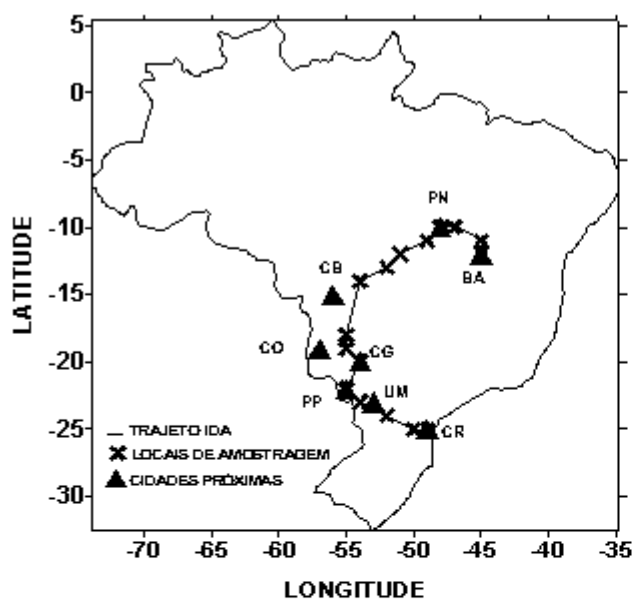 5
0
-5
-10
-15
-20
-25
-30
LATITUDE
PN
BA
CB
CO
CG
PP
UM
CR
TRAJETO IDA
LOCAIS DE AMOSTRAGEM
CIDADES PRÓXIMAS
-70 -65 -60 -55 -50 -45 -40 -35
LONGITUDE